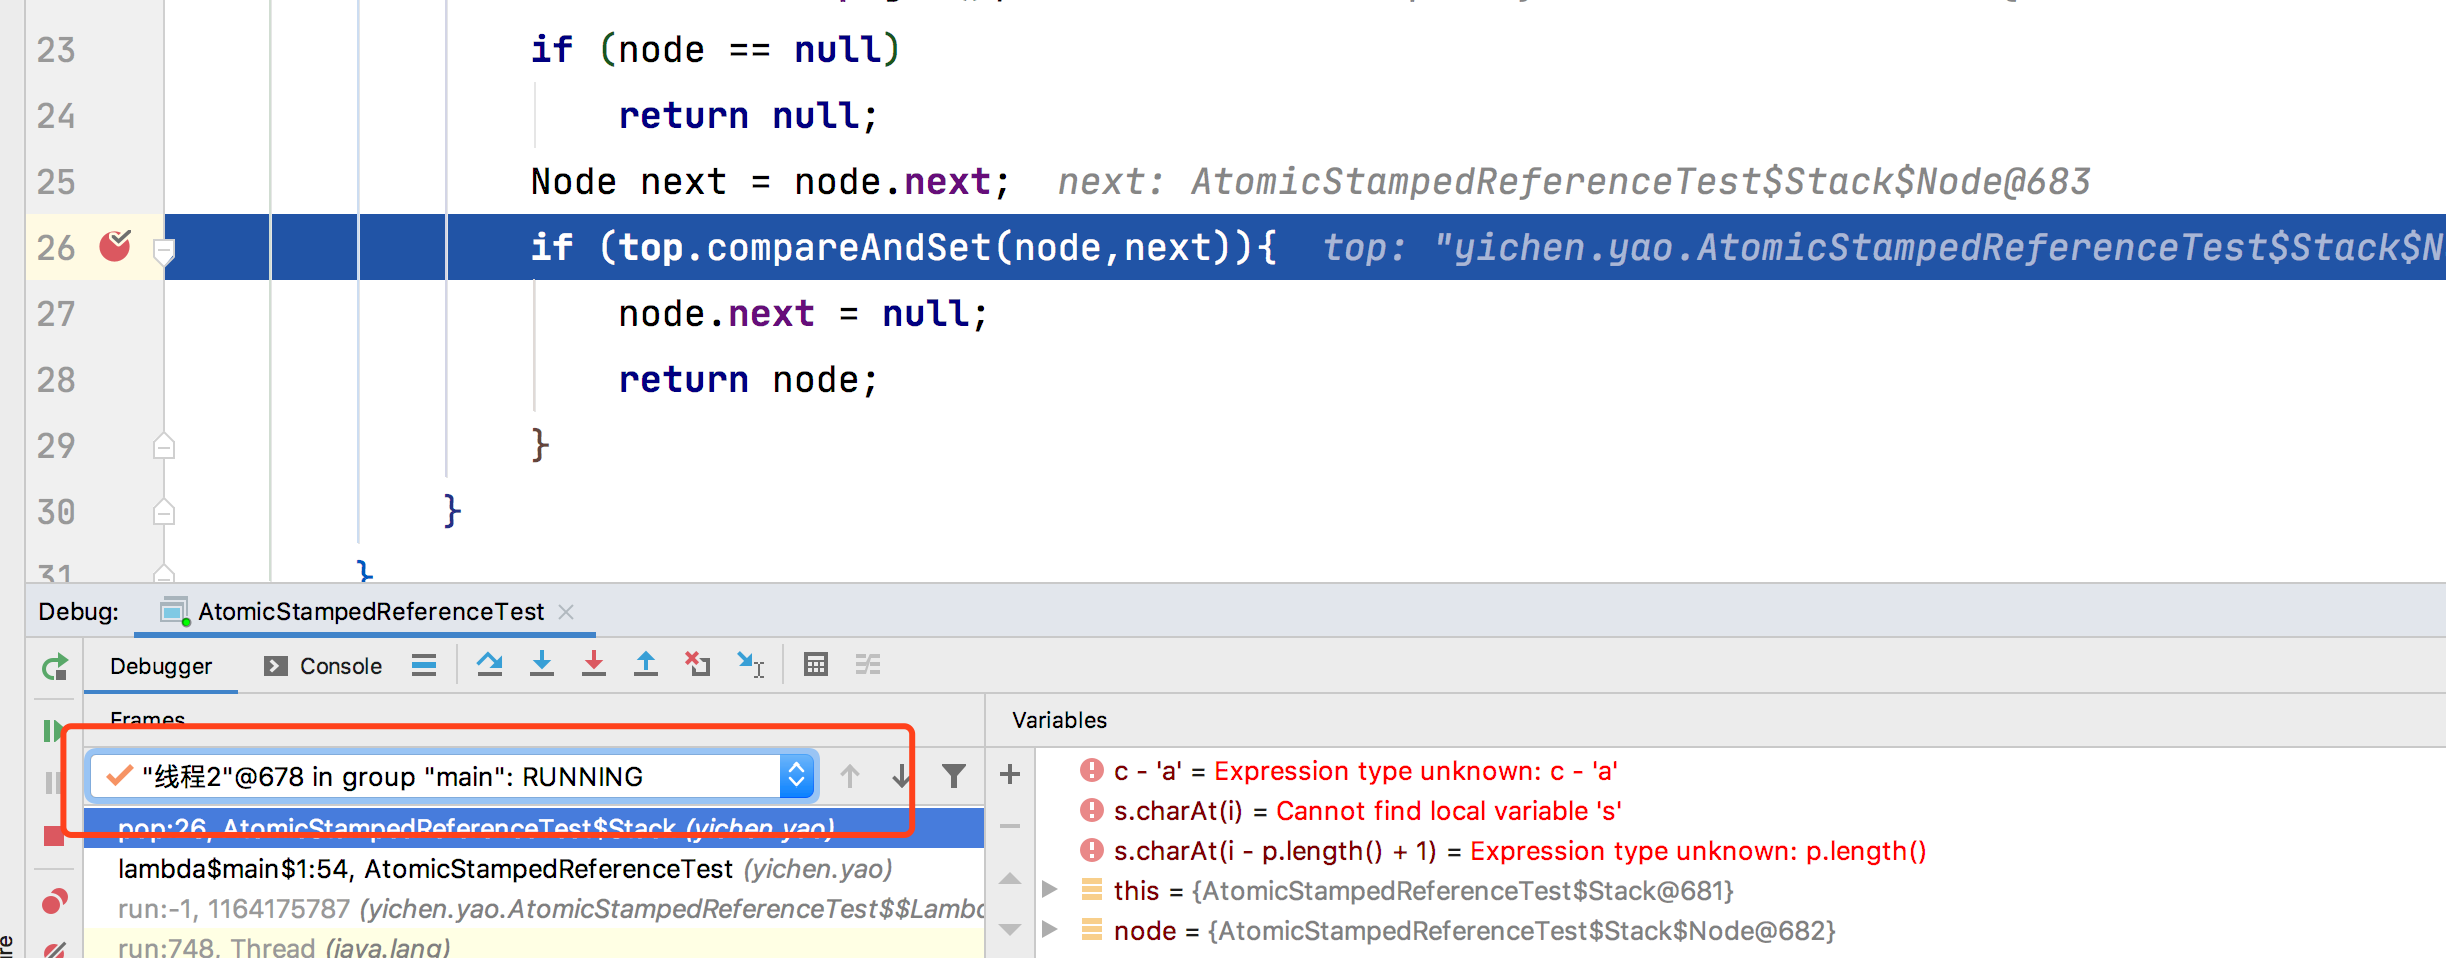 23 if (node == null)
24 return null;
25 Node next = node.next; next: AtomicStampedReferenceTest$Stack$Node@683
26 if (top.compareAndSet(node,next)){ top: "yichen.yao.AtomicStampedReferenceTest$Stack$N
27 node.next = null;
28 return node;
29 }
30 }
31 }
Debug: AtomicStampedReferenceTest
Debugger Console
Frames
Variables
"线程2"@678 in group "main": RUNNING
pop:26, AtomicStampedReferenceTest$Stack (yichen.yao)
lambda$main$1:54, AtomicStampedReferenceTest (yichen.yao)
run:-1, 1164175787 (yichen.yao.AtomicStampedReferenceTest$$Lambd
run:748, Thread (java.lang)
c - 'a' = Expression type unknown: c - 'a'
s.charAt(i) = Cannot find local variable 's'
s.charAt(i - p.length() + 1) = Expression type unknown: p.length()
this = {AtomicStampedReferenceTest$Stack@681}
node = {AtomicStampedReferenceTest$Stack$Node@682}